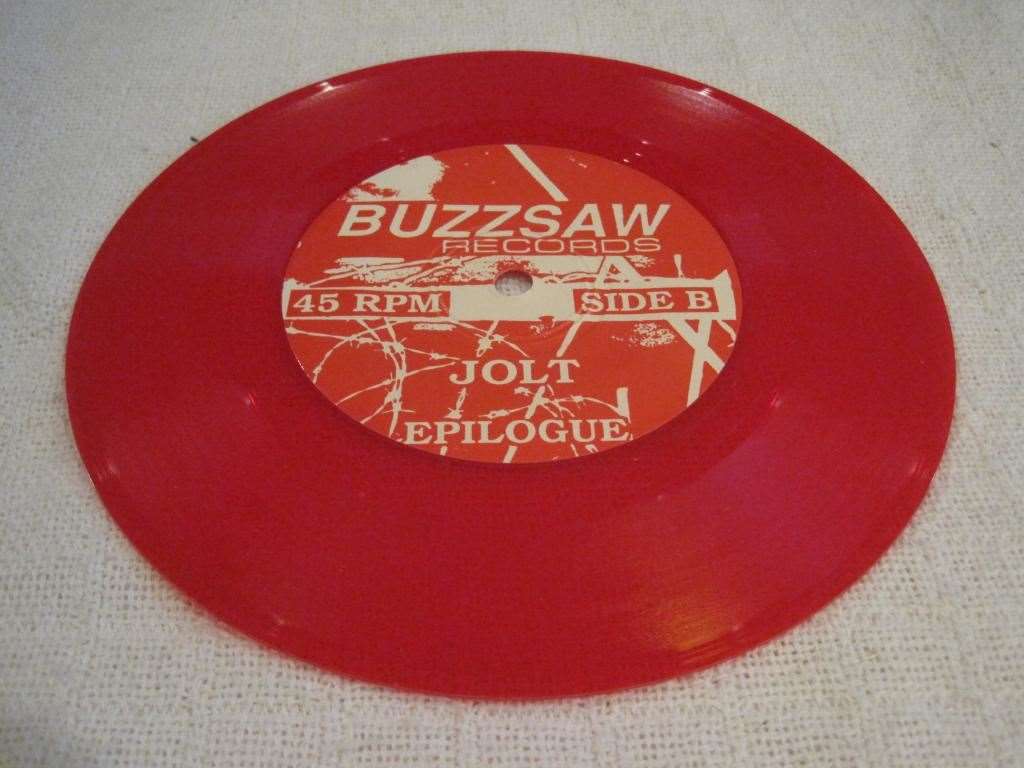 BUZZSAW
RECORDS
45 RPM SIDE B
JOLT
EPILOGUE